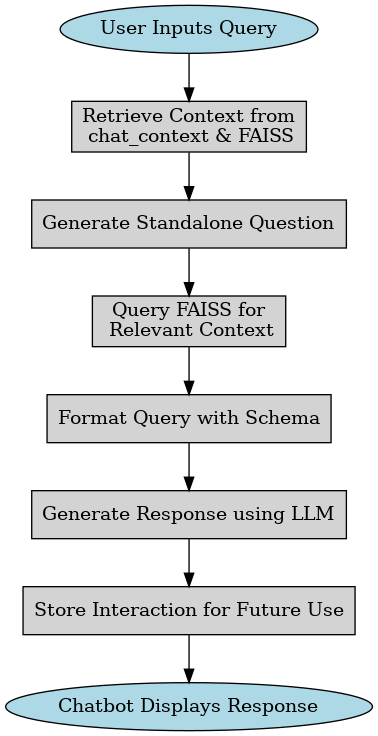 User Inputs Query
Retrieve Context from
chat_context & FAISS
Generate Standalone Question
Query FAISS for
Relevant Context
Format Query with Schema
Generate Response using LLM
Store Interaction for Future Use
Chatbot Displays Response